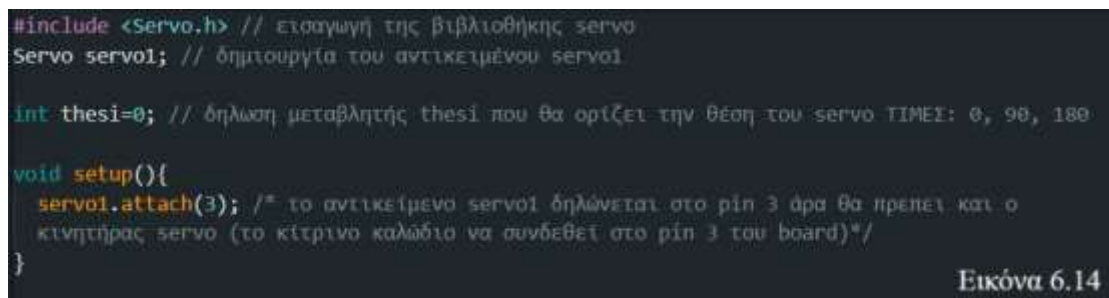 #include <Servo.h> // εισαγωγή της βιβλιοθήκης servo
Servo servo1; // δημιουργία του αντικειμένου servo1
int thesi=0; // δηλωση μεταβλητής thesi που θα ορίζει την θέση του servo ΤΙΜΕΣ: 0, 90, 180
void setup(){
servo1.attach(3); /* το αντικείμενο servo1 δηλώνεται στο pin 3 άρα θα πρεπει και ο
κινητήρας servo (το κίτρινο καλώδιο να συνδεθεί στο pin 3 του board)*/
}
Εικόνα 6.14